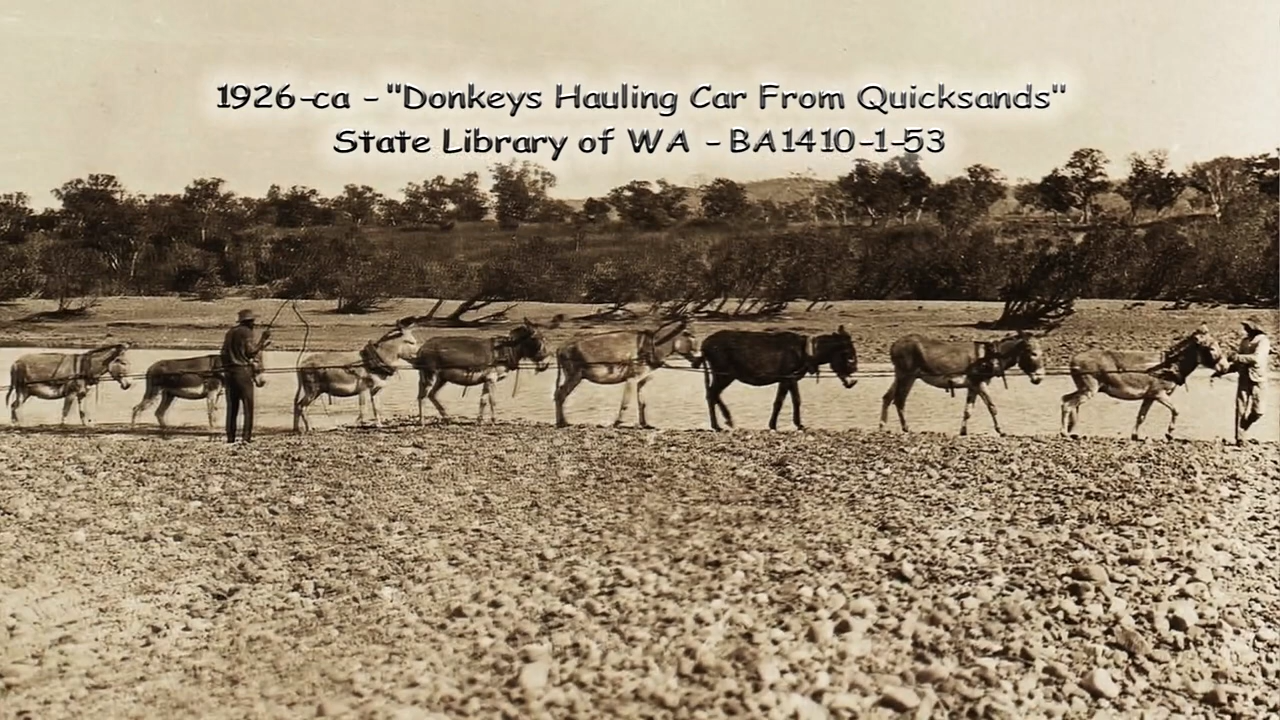 1926-ca - "Donkeys Hauling Car From Quicksands"
State Library of WA - BA1410-1-53